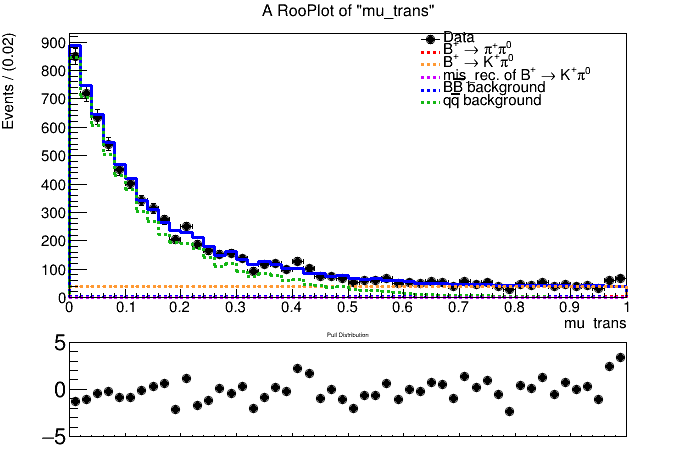 A RooPlot of "mu_trans"
Events / (0.02)
900
800
700
600
500
400
300
200
100
0
Data
B⁺ → π⁺π⁰
B⁺ → K⁺π⁰
mis_rec. of B⁺ → K⁺π⁰
BB̅ background
qq̅ background
0 0.1 0.2 0.3 0.4 0.5 0.6 0.7 0.8 0.9 1
mu_trans
Pull Distribution
5
0
−5